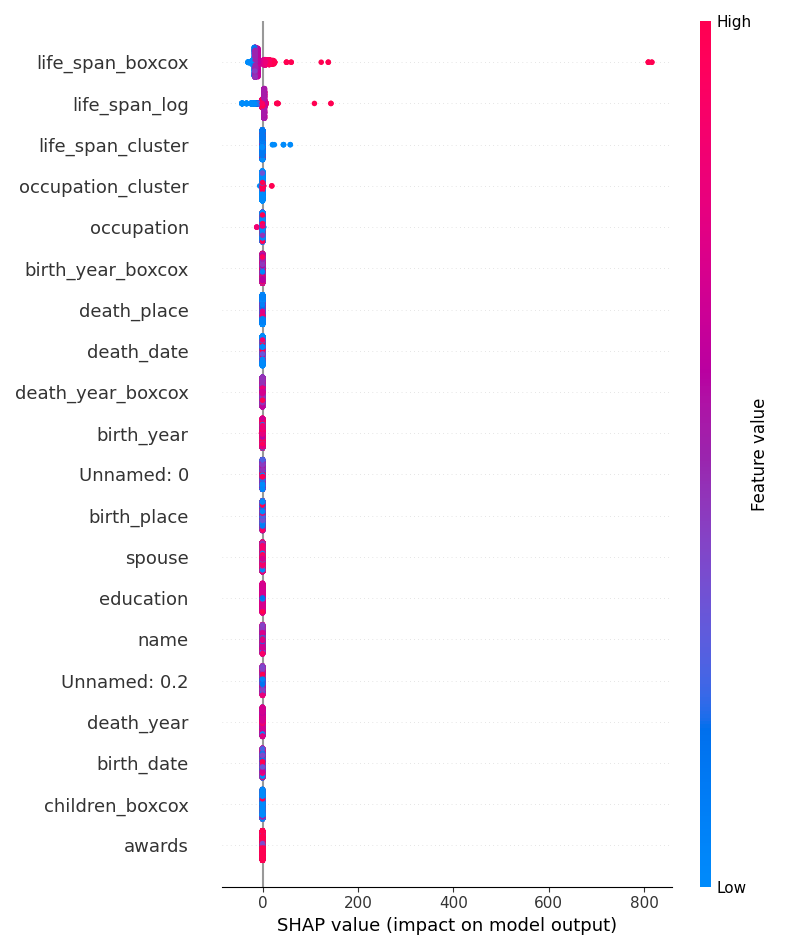 High
life_span_boxcox
life_span_log
life_span_cluster
occupation_cluster
occupation
birth_year_boxcox
death_place
death_date
death_year_boxcox
birth_year
Unnamed: 0
birth_place
spouse
education
name
Unnamed: 0.2
death_year
birth_date
children_boxcox
awards
Feature value
Low
0 200 400 600 800
SHAP value (impact on model output)